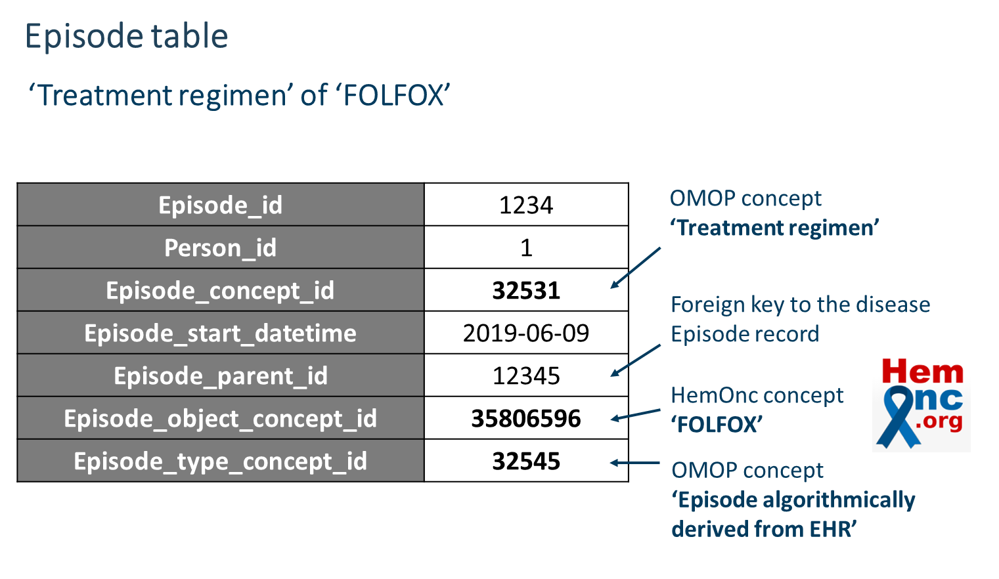 Episode table
‘Treatment regimen’ of ‘FOLFOX’
Episode_id 1234
Person_id 1
Episode_concept_id 32531
Episode_start_datetime 2019-06-09
Episode_parent_id 12345
Episode_object_concept_id 35806596
Episode_type_concept_id 32545
OMOP concept
‘Treatment regimen’
Foreign key to the disease
Episode record
HemOnc concept
‘FOLFOX’
Hem
Onc
.org
OMOP concept
‘Episode algorithmically
derived from EHR’